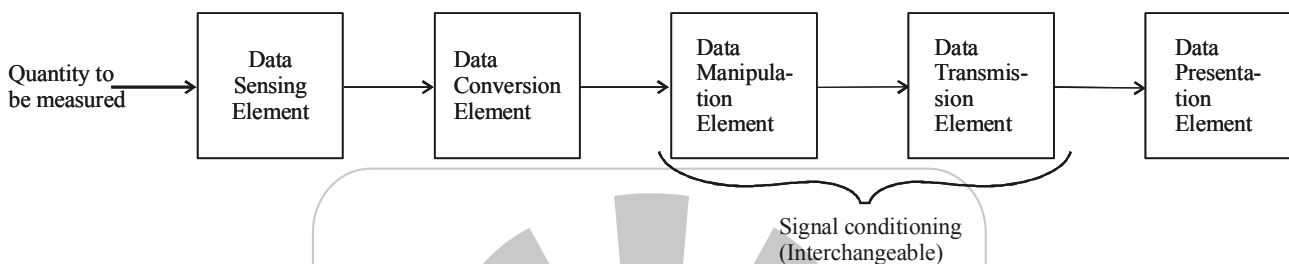 Quantity to
be measured
Data
Sensing
Element
Data
Conversion
Element
Data
Manipula-
tion
Element
Data
Transmis-
sion
Element
Data
Presenta-
tion
Element
Signal conditioning
(Interchangeable)